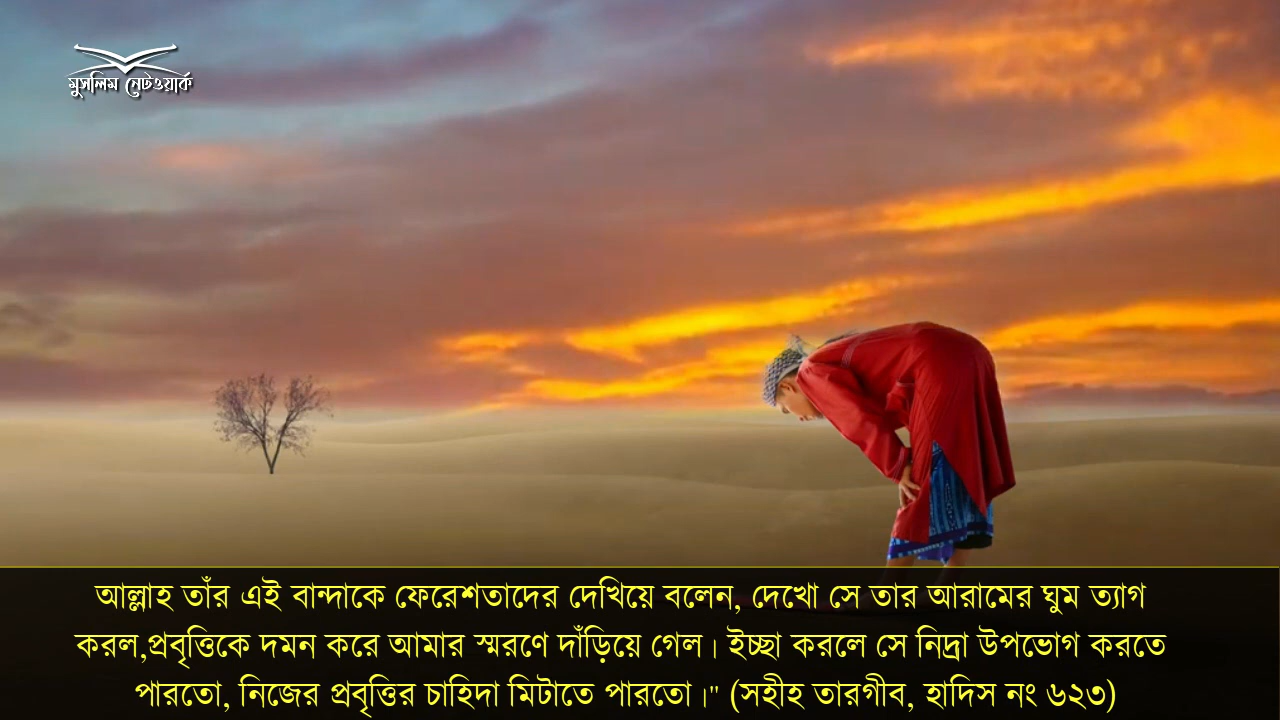 মুসলিম নেটওয়ার্ক
আল্লাহ তাঁর এই বান্দাকে ফেরেশতাদের দেখিয়ে বলেন, দেখো সে তার আরামের ঘুম ত্যাগ
করল,প্রবৃত্তিকে দমন করে আমার স্মরণে দাঁড়িয়ে গেল। ইচ্ছা করলে সে নিদ্রা উপভোগ করতে
পারতো, নিজের প্রবৃত্তির চাহিদা মিটাতে পারতো।" (সহীহ তারগীব, হাদিস নং ৬২৩)